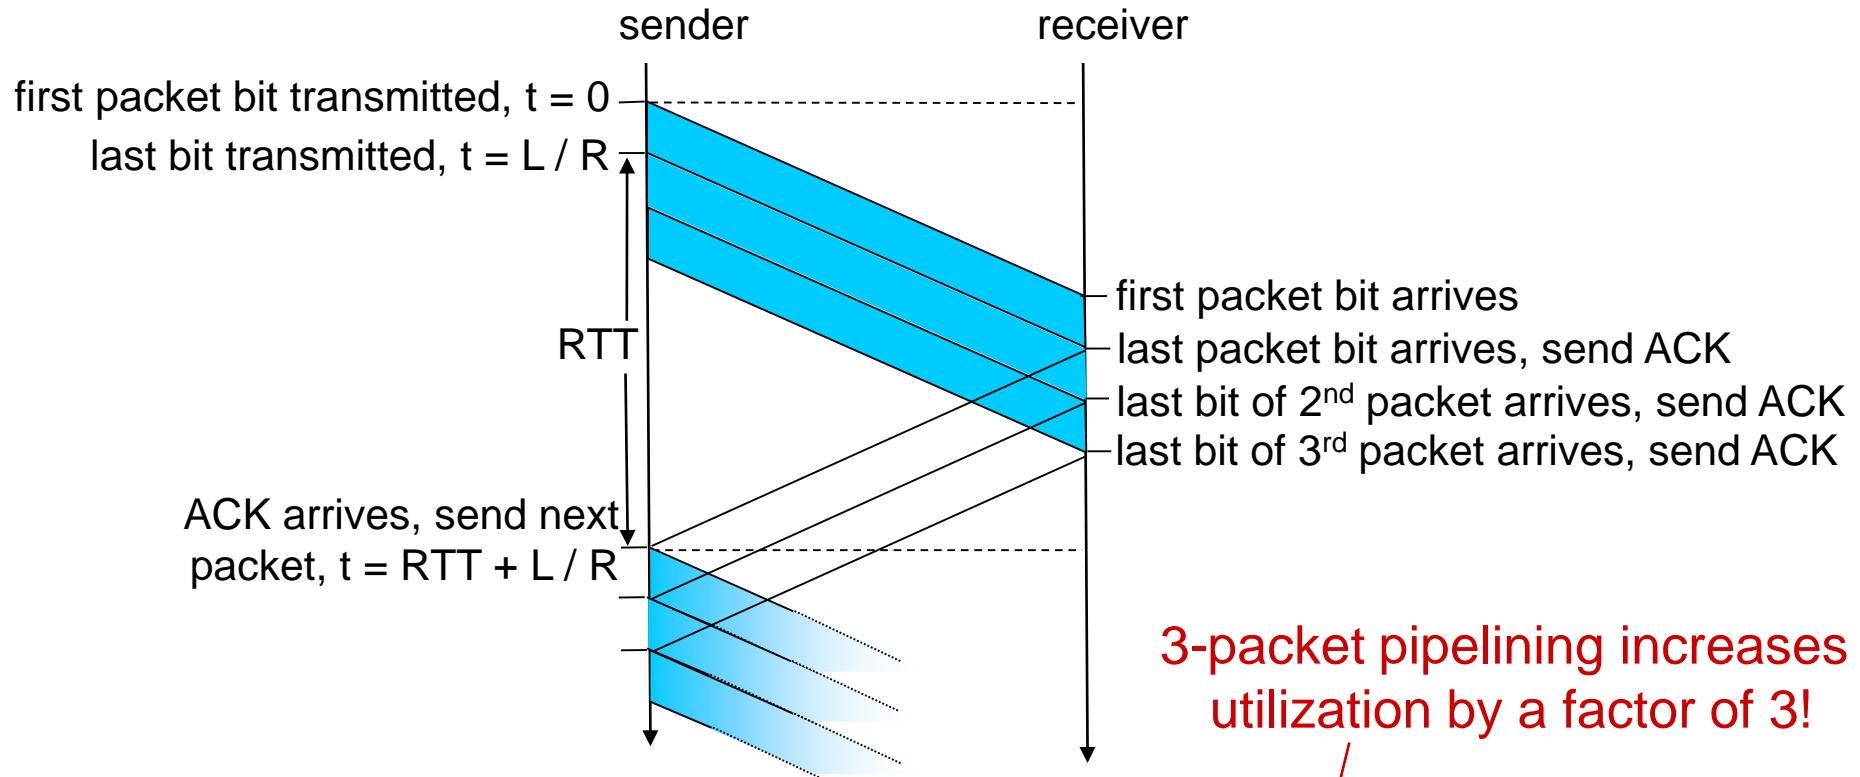 sender
receiver
first packet bit transmitted, t = 0
last bit transmitted, t = L / R
first packet bit arrives
RTT
last packet bit arrives, send ACK
last bit of 2nd packet arrives, send ACK
last bit of 3rd packet arrives, send ACK
ACK arrives, send next
packet, t = RTT + L / R
3-packet pipelining increases
utilization by a factor of 3!